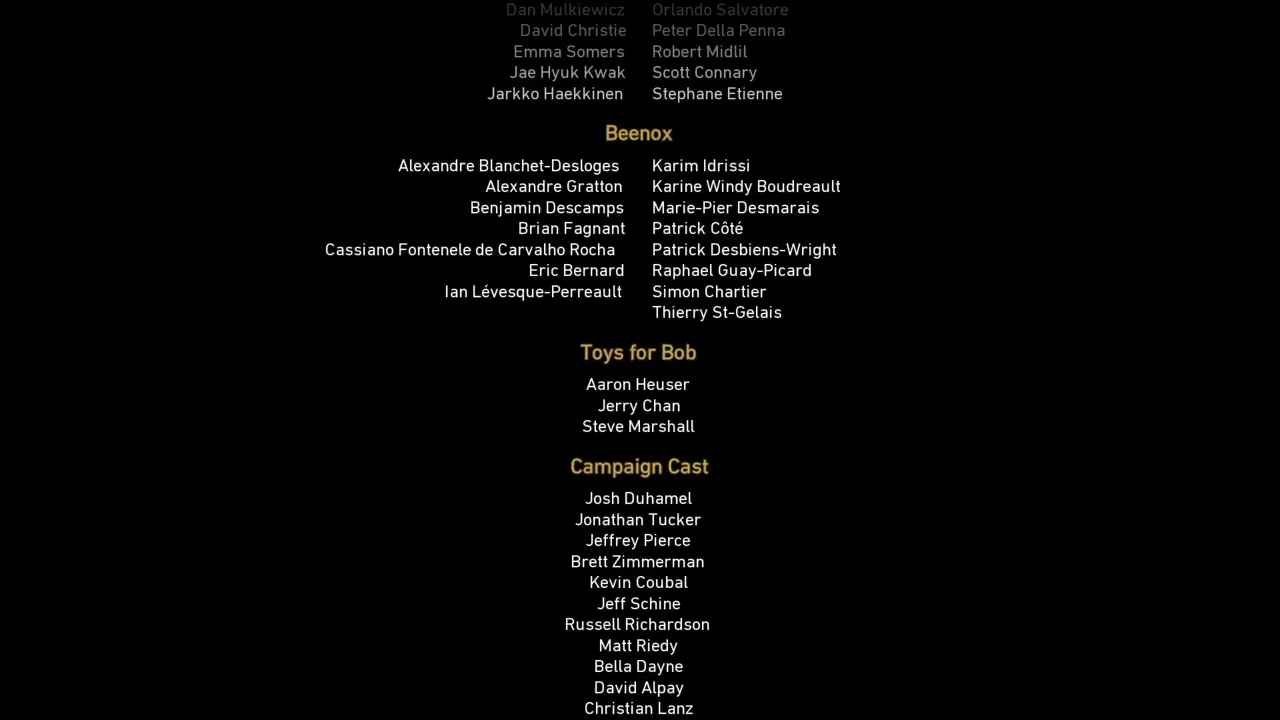 Dan Mulkiewicz Orlando Salvatore
David Christie Peter Della Penna
Emma Somers Robert Midlil
Jae Hyuk Kwak Scott Connary
Jarkko Haekkinen Stephane Etienne
Beenox
Alexandre Blanchet-Desloges Karim Idrissi
Alexandre Gratton Karine Windy Boudreault
Benjamin Descamps Marie-Pier Desmarais
Brian Fagnant Patrick Côté
Cassiano Fontenele de Carvalho Rocha Patrick Desbiens-Wright
Eric Bernard Raphael Guay-Picard
Ian Lévesque-Perreault Simon Chartier
Thierry St-Gelais
Toys for Bob
Aaron Heuser
Jerry Chan
Steve Marshall
Campaign Cast
Josh Duhamel
Jonathan Tucker
Jeffrey Pierce
Brett Zimmerman
Kevin Coubal
Jeff Schine
Russell Richardson
Matt Riedy
Bella Dayne
David Alpay
Christian Lanz